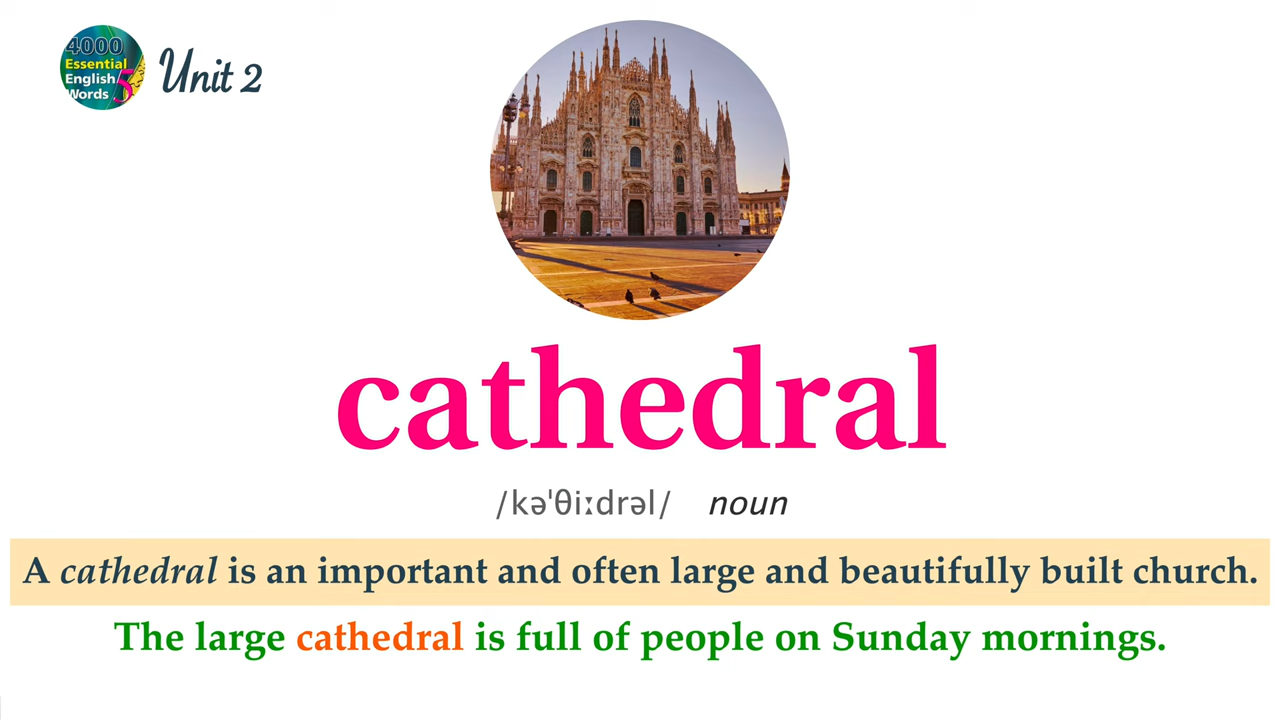 4000
Essential
English
Words 5
Unit 2
cathedral
/kəˈθiːdrəl/ noun
A cathedral is an important and often large and beautifully built church.
The large cathedral is full of people on Sunday mornings.